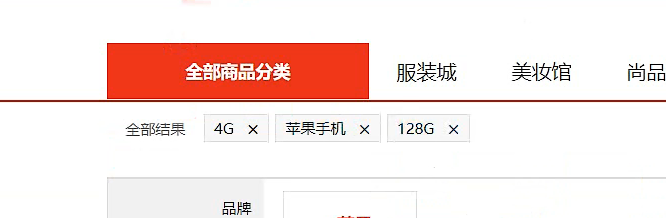 全部商品分类 服装城 美妆馆 尚品
全部结果 4G × 苹果手机 × 128G ×
品牌